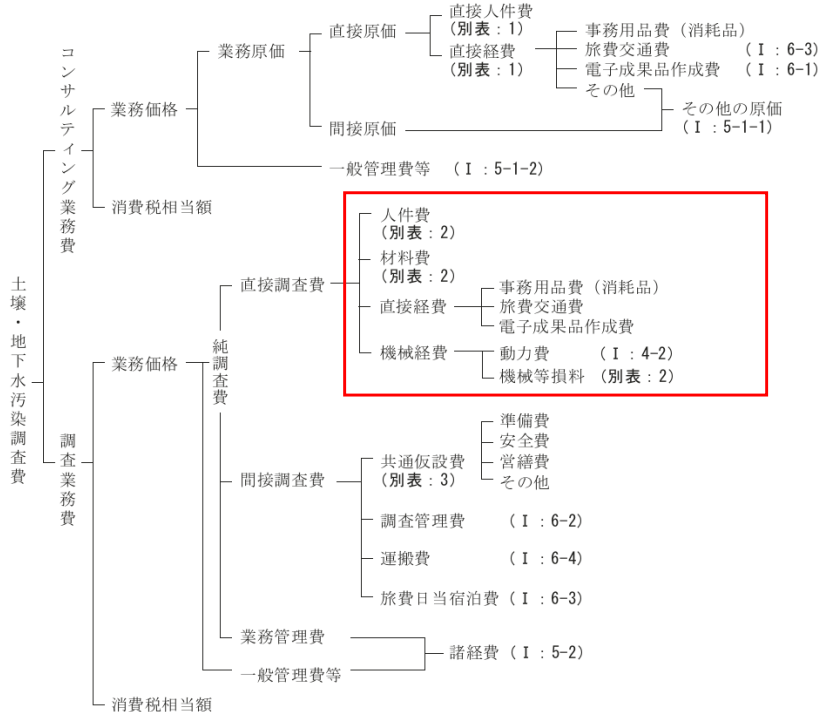 土壌・地下水汚染調査費
コンサルティング業務費
業務価格
業務原価
直接原価
直接人件費
(別表：1)
直接経費
(別表：1)
事務用品費（消耗品）
旅費交通費 (Ｉ：6-3)
電子成果品作成費 (Ｉ：6-1)
その他
間接原価
その他の原価
(Ｉ：5-1-1)
一般管理費等 (Ｉ：5-1-2)
消費税相当額
調査業務費
業務価格
純調査費
直接調査費
人件費
(別表：2)
材料費
(別表：2)
直接経費
事務用品費（消耗品）
旅費交通費
電子成果品作成費
機械経費
動力費 (Ｉ：4-2)
機械等損料 (別表：2)
間接調査費
共通仮設費
(別表：3)
準備費
安全費
営繕費
その他
調査管理費 (Ｉ：6-2)
運搬費 (Ｉ：6-4)
旅費日当宿泊費 (Ｉ：6-3)
業務管理費
一般管理費等
諸経費 (Ｉ：5-2)
消費税相当額